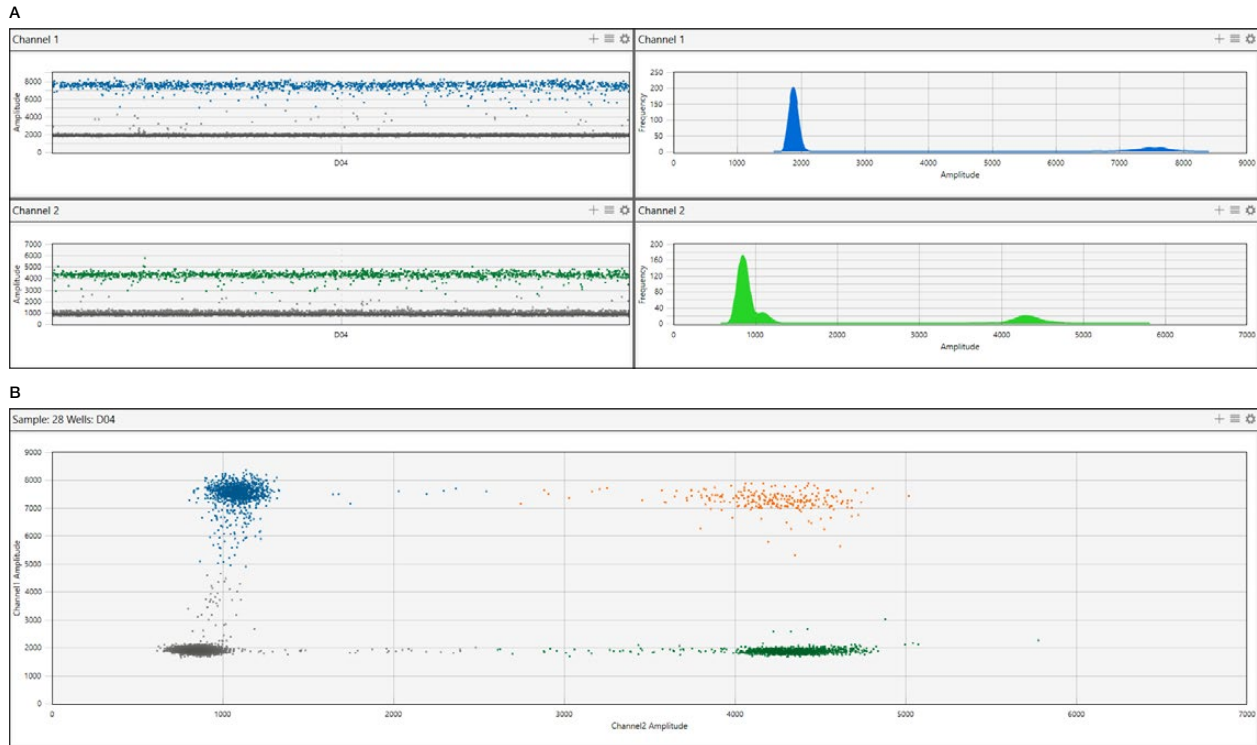 A
Channel 1
8000
6000
4000
2000
0
Amplitude
D04
Channel 1
250
200
150
100
50
0
Frequency
0 1000 2000 3000 4000 5000 6000 7000 8000 9000
Amplitude
Channel 2
7000
6000
5000
4000
3000
2000
1000
0
Amplitude
D04
Channel 2
200
160
120
80
40
0
Frequency
0 1000 2000 3000 4000 5000 6000 7000
Amplitude
B
Sample: 28 Wells: D04
9000
8000
7000
6000
5000
4000
3000
2000
1000
0
Channel1 Amplitude
0 1000 2000 3000 4000 5000 6000 7000
Channel2 Amplitude